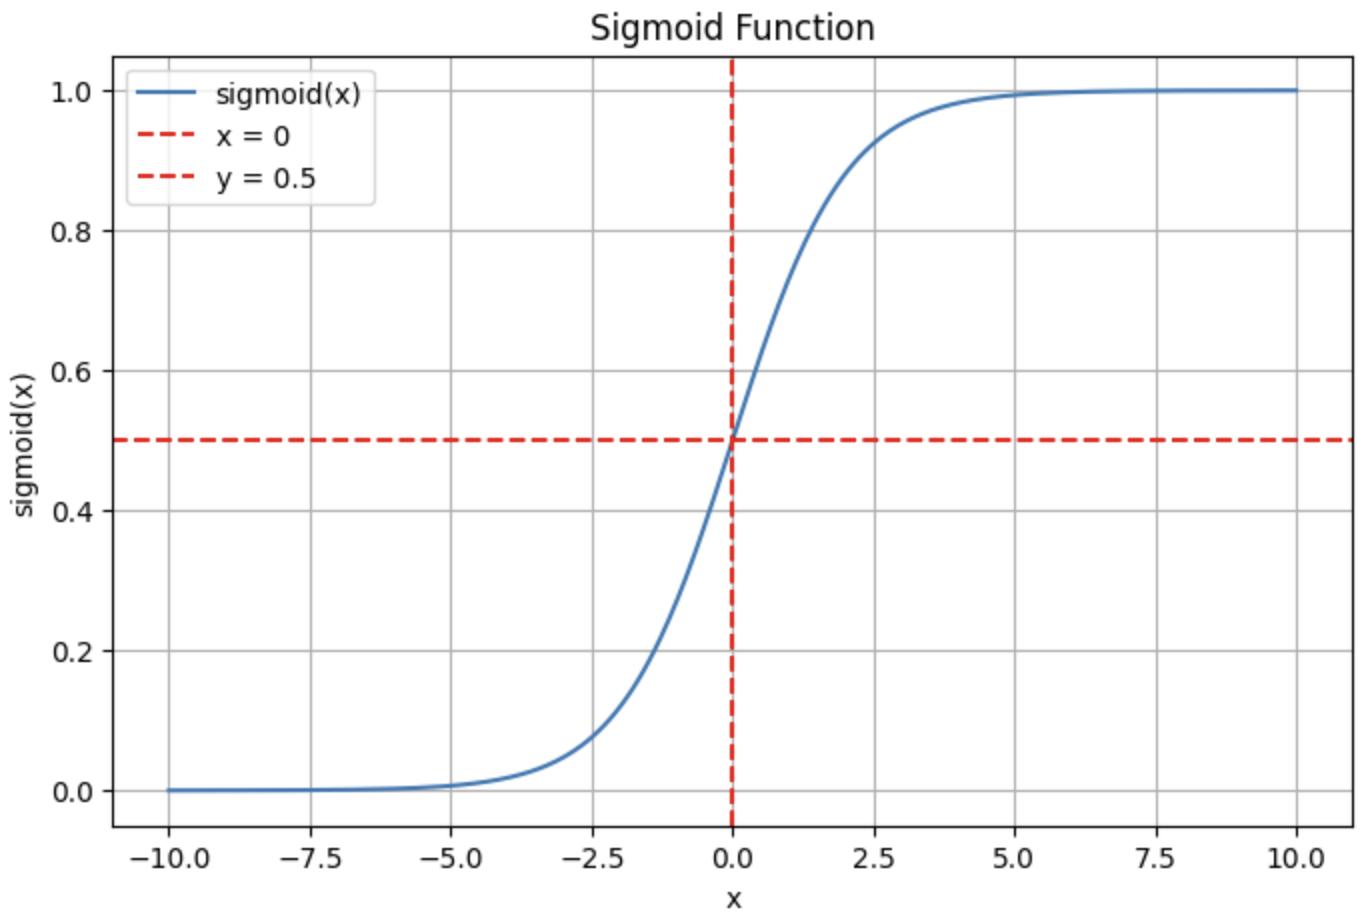 Sigmoid Function
sigmoid(x)
x = 0
y = 0.5
1.0
0.8
0.6
0.4
0.2
0.0
sigmoid(x)
−10.0 −7.5 −5.0 −2.5 0.0 2.5 5.0 7.5 10.0
x